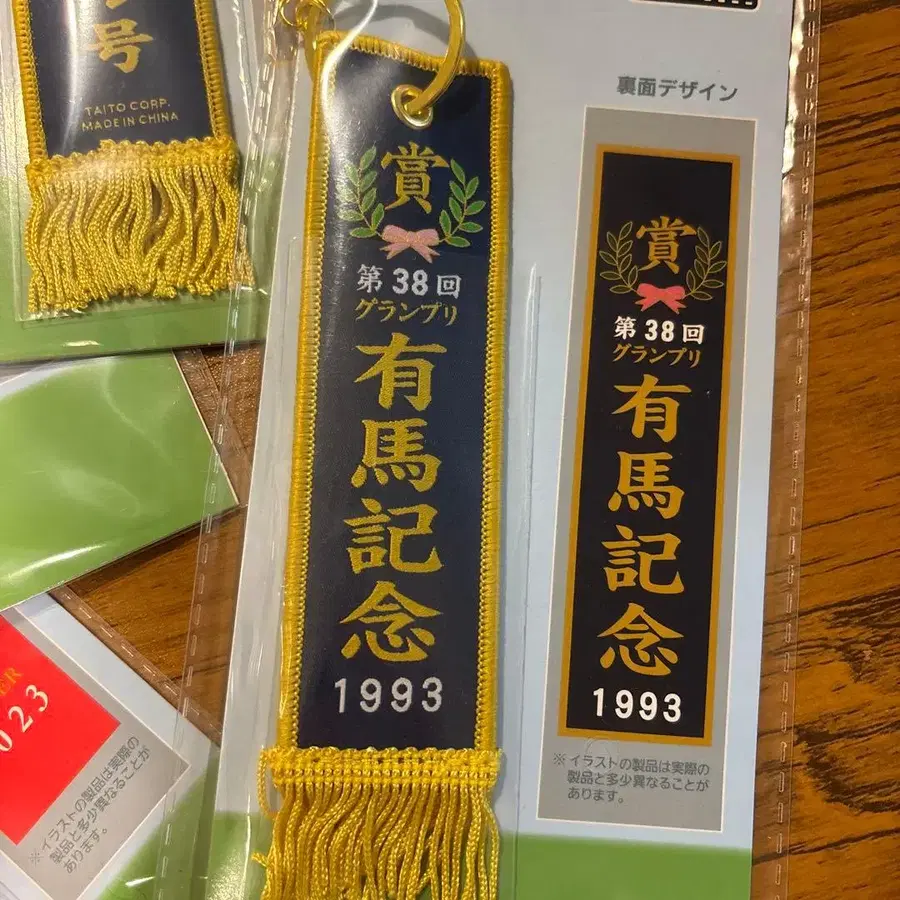 号
TAITO CORP.
MADE IN CHINA
賞
第38回
グランプリ
有馬記念
1993
裏面デザイン
賞
第38回
グランプリ
有馬記念
1993
※イラストの製品は実際の
製品と多少異なることが
あります。
023
※イラストの製品は実際の
製品と多少異なることが
あります。